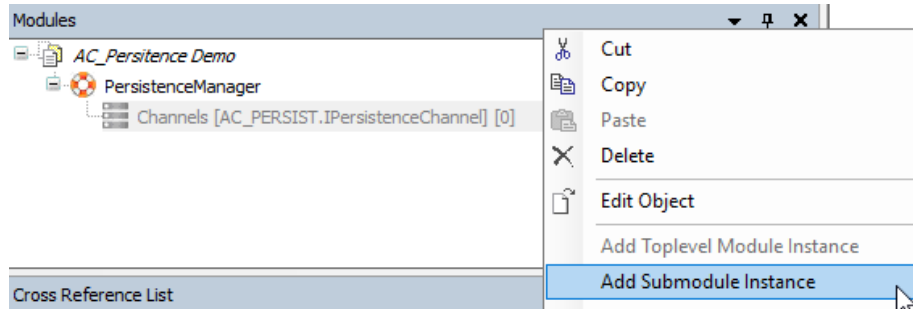 Modules
AC_Persitence Demo
PersistenceManager
Channels [AC_PERSIST.IPersistenceChannel] [0]
Cross Reference List
Cut
Copy
Paste
Delete
Edit Object
Add Toplevel Module Instance
Add Submodule Instance